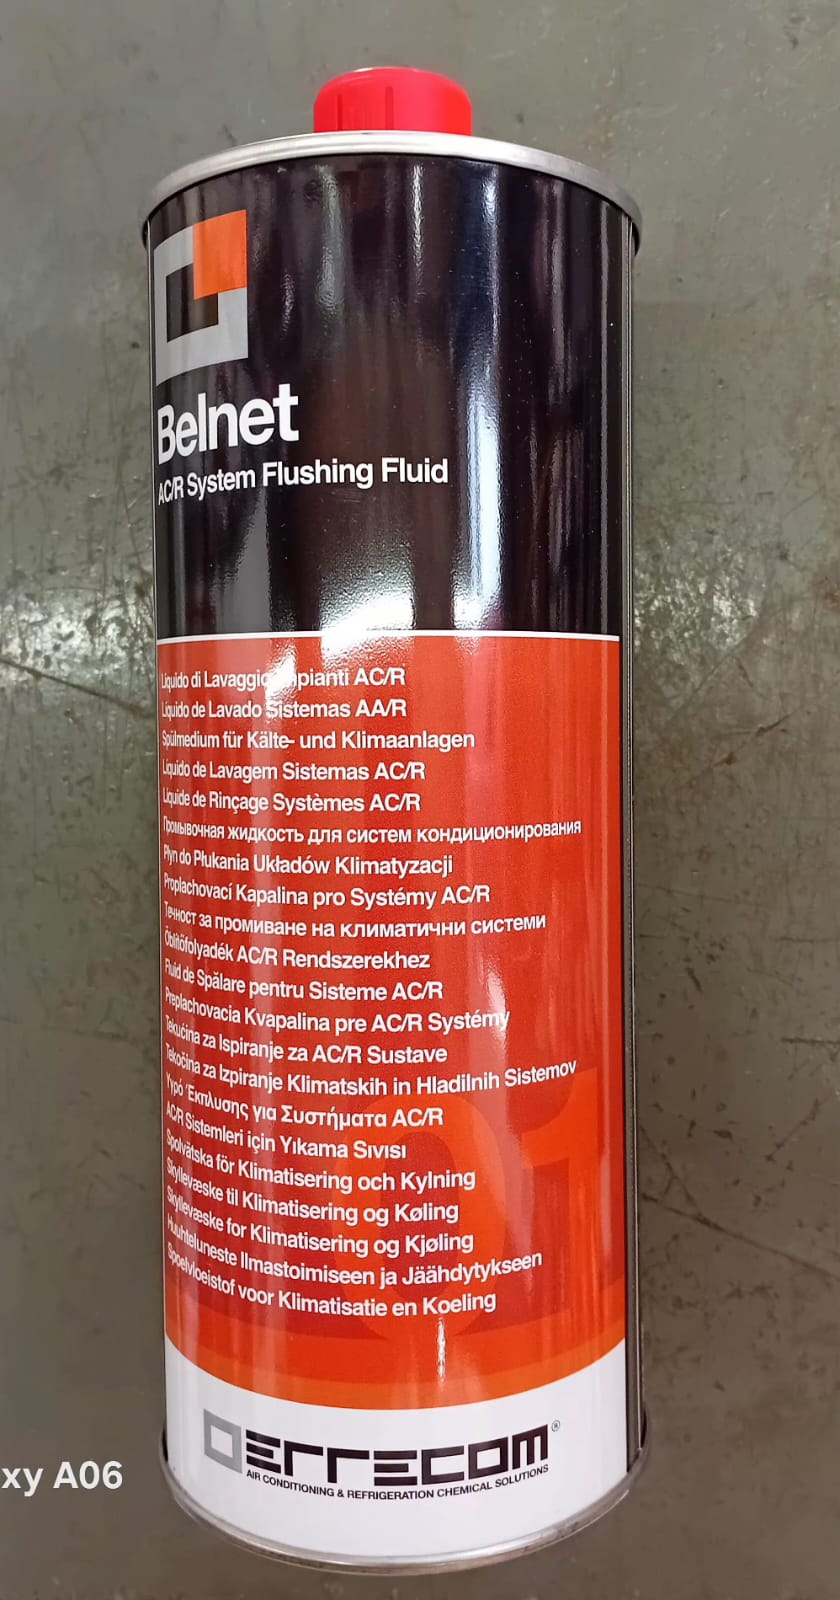 Belnet
AC/R System Flushing Fluid
Liquido di Lavaggio Impianti AC/R
Líquido de Lavado Sistemas AA/R
Spülmedium für Kälte- und Klimaanlagen
Líquido de Lavagem Sistemas AC/R
Liquide de Rinçage Systèmes AC/R
Промывочная жидкость для систем кондиционирования
Płyn do Płukania Układów Klimatyzacji
Proplachovací Kapalina pro Systémy AC/R
Течност за промиване на климатични системи
Öblítőfolyadék AC/R Rendszerekhez
Fluid de Spălare pentru Sisteme AC/R
Preplachovacia Kvapalina pre AC/R Systémy
Tekućina za Ispiranje za AC/R Sustave
Tekočina za Izpiranje Klimatskih in Hladilnih Sistemov
Υγρό Έκπλυσης για Συστήματα AC/R
AC/R Sistemleri için Yıkama Sıvısı
Spolvätska för Klimatisering och Kylning
Skyllevæske til Klimatisering og Køling
Skyllevæske for Klimatisering og Kjøling
Huuhteluneste Ilmastoimiseen ja Jäähdytykseen
Spoelvloeistof voor Klimatisatie en Koeling
01
errecom®
AIR CONDITIONING & REFRIGERATION CHEMICAL SOLUTIONS
xy A06